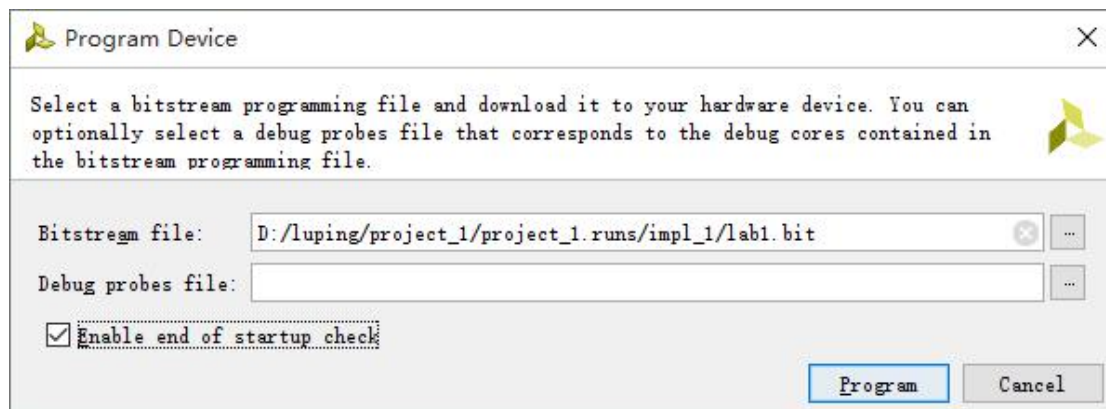 Program Device
Select a bitstream programming file and download it to your hardware device. You can
optionally select a debug probes file that corresponds to the debug cores contained in
the bitstream programming file.
Bitstream file: D:/luping/project_1/project_1.runs/impl_1/lab1.bit ...
Debug probes file: ...
Enable end of startup check
Program Cancel